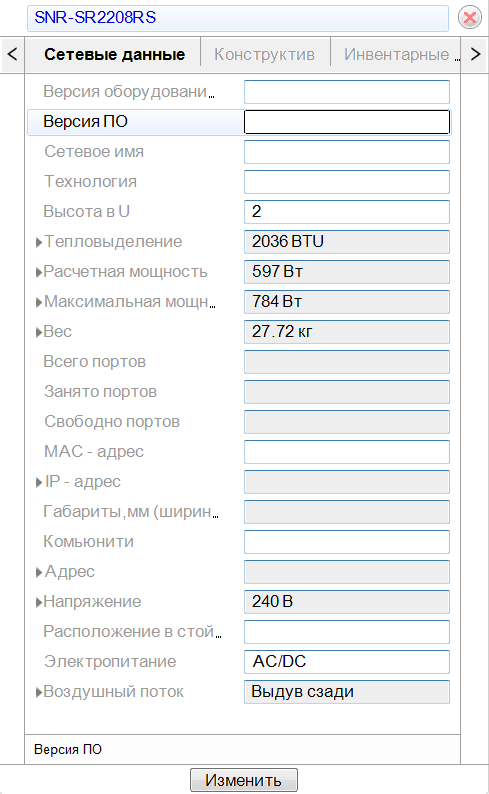 SNR-SR2208RS
< Сетевые данные Конструктив Инвентарные ... >
Версия оборудовани...
Версия ПО
Сетевое имя
Технология
Высота в U 2
Тепловыделение 2036 BTU
Расчетная мощность 597 Вт
Максимальная мощн... 784 Вт
Вес 27.72 кг
Всего портов
Занято портов
Свободно портов
MAC - адрес
IP - адрес
Габариты,мм (ширин...
Комьюнити
Адрес
Напряжение 240 В
Расположение в стой...
Электропитание AC/DC
Воздушный поток Выдув сзади
Версия ПО
Изменить